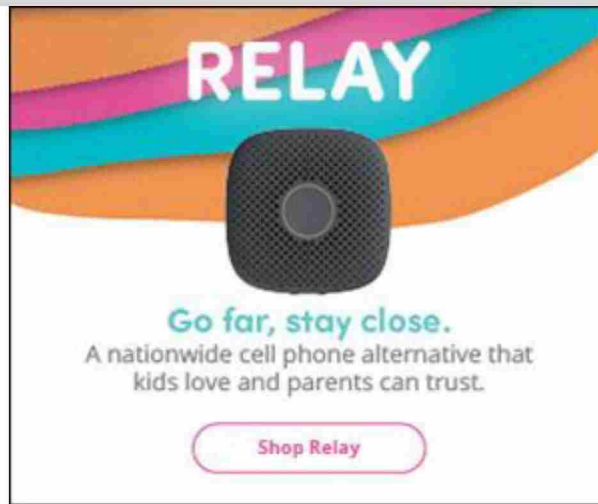 RELAY
Go far, stay close.
A nationwide cell phone alternative that
kids love and parents can trust.
Shop Relay